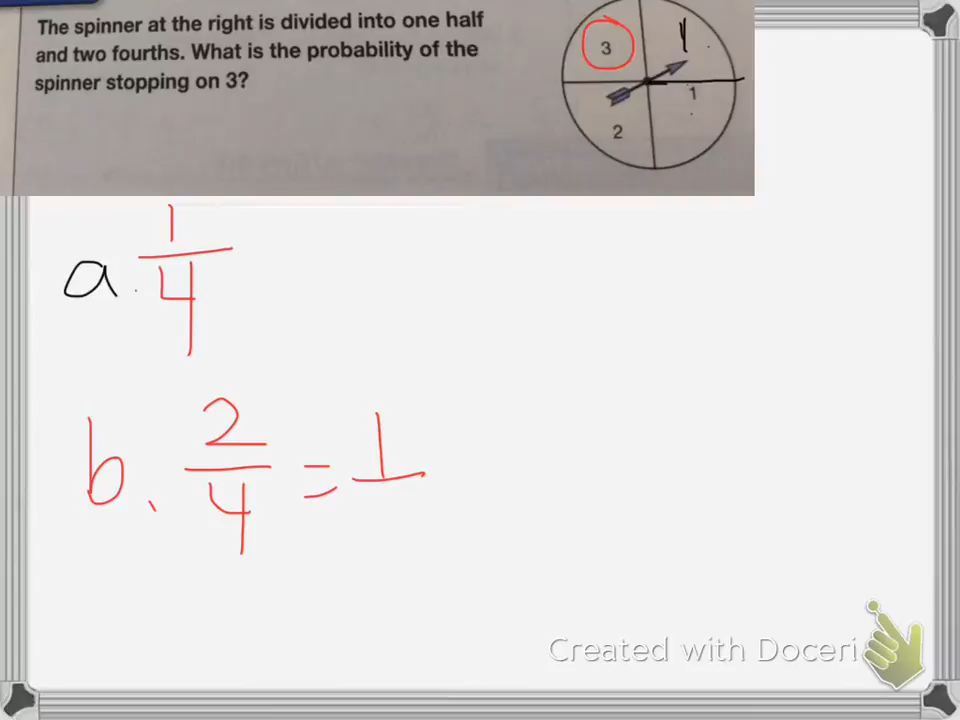 The spinner at the right is divided into one half
and two fourths. What is the probability of the
spinner stopping on 3?
3
1
1
2
a. 1/4
b. 2/4 = 1
Created with Doceri